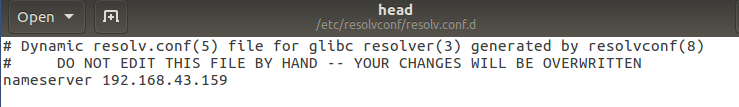 Open
head
/etc/resolvconf/resolv.conf.d
# Dynamic resolv.conf(5) file for glibc resolver(3) generated by resolvconf(8)
#     DO NOT EDIT THIS FILE BY HAND -- YOUR CHANGES WILL BE OVERWRITTEN
nameserver 192.168.43.159